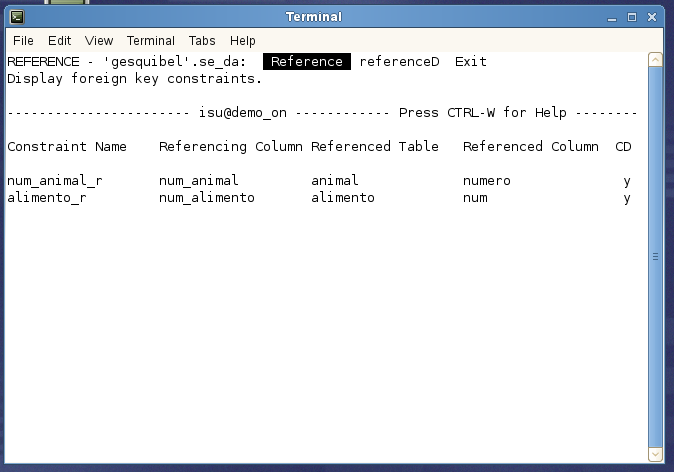 Terminal
File Edit View Terminal Tabs Help
REFERENCE - 'gesquibel'.se_da: Reference referenceD Exit
Display foreign key constraints.
----------------------- isu@demo_on ------------ Press CTRL-W for Help --------
Constraint Name Referencing Column Referenced Table Referenced Column CD
num_animal_r num_animal animal numero y
alimento_r num_alimento alimento num y